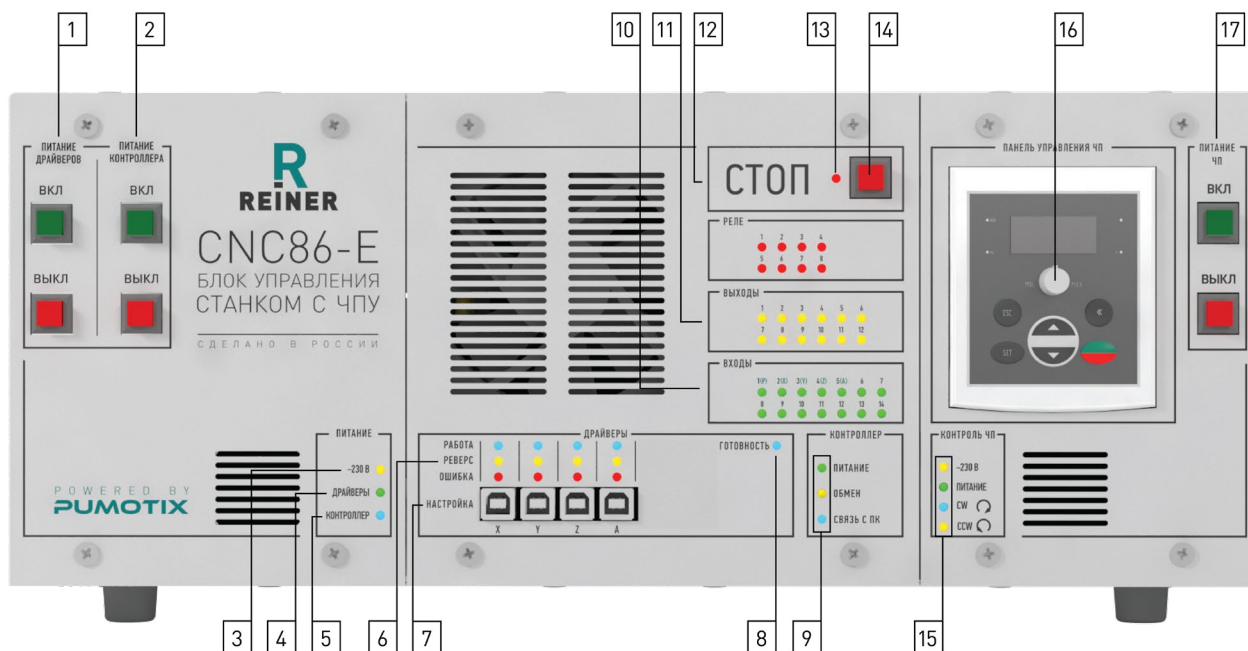 1
2
10
11
12
13
14
16
17
ПИТАНИЕ
ДРАЙВЕРОВ
ПИТАНИЕ
КОНТРОЛЛЕРА
ВКЛ
ВКЛ
ВЫКЛ
ВЫКЛ
R
REINER
CNC86-E
БЛОК УПРАВЛЕНИЯ
СТАНКОМ С ЧПУ
СДЕЛАНО В РОССИИ
СТОП
РЕЛЕ
1 2 3 4
5 6 7 8
ВЫХОДЫ
1 2 3 4 5 6
7 8 9 10 11 12
ВХОДЫ
1(P) 2(X) 3(Y) 4(Z) 5(A) 6 7
8 9 10 11 12 13 14
ПАНЕЛЬ УПРАВЛЕНИЯ ЧП
MIN MAX
ESC
«
SET
ПИТАНИЕ
ЧП
ВКЛ
ВЫКЛ
POWERED BY
PUMOTIX
ПИТАНИЕ
~230 В
ДРАЙВЕРЫ
КОНТРОЛЛЕР
ДРАЙВЕРЫ
РАБОТА
РЕВЕРС
ОШИБКА
НАСТРОЙКА
X Y Z A
ГОТОВНОСТЬ
КОНТРОЛЛЕР
ПИТАНИЕ
ОБМЕН
СВЯЗЬ С ПК
КОНТРОЛЬ ЧП
~230 В
ПИТАНИЕ
CW
CCW
3
4
5
6
7
8
9
15